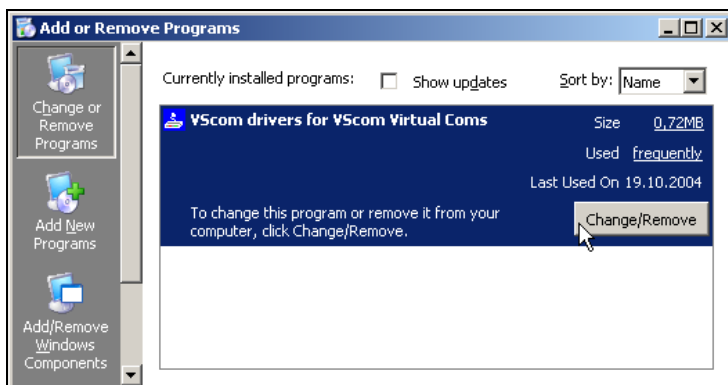 Add or Remove Programs
Currently installed programs:
Show updates
Sort by: Name
Change or
Remove
Programs
Add New
Programs
Add/Remove
Windows
Components
VScom drivers for VScom Virtual Coms
Size 0,72MB
Used frequently
Last Used On 19.10.2004
To change this program or remove it from your
computer, click Change/Remove.
Change/Remove